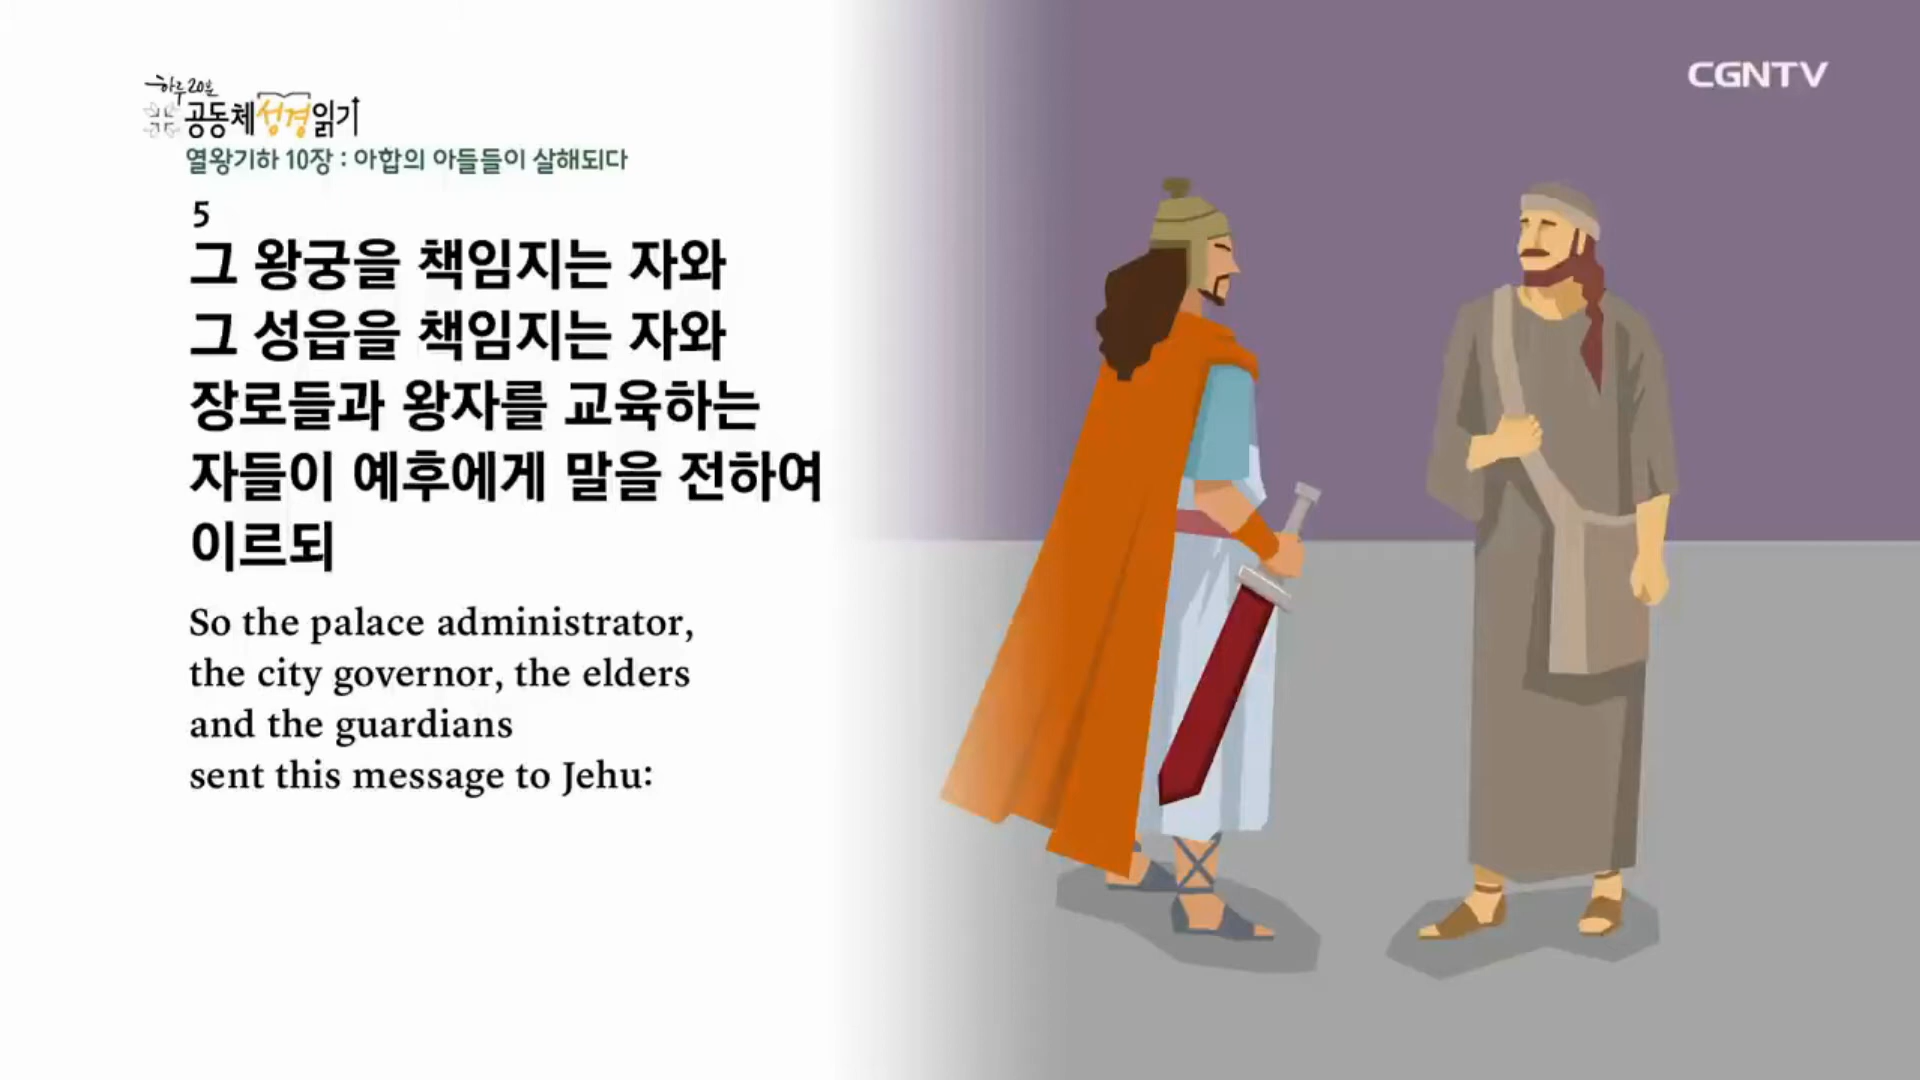 하루 20분
공동체성경읽기
CGNTV
열왕기하 10장 : 아합의 아들들이 살해되다
5
그 왕궁을 책임지는 자와
그 성읍을 책임지는 자와
장로들과 왕자를 교육하는
자들이 예후에게 말을 전하여
이르되
So the palace administrator,
the city governor, the elders
and the guardians
sent this message to Jehu: